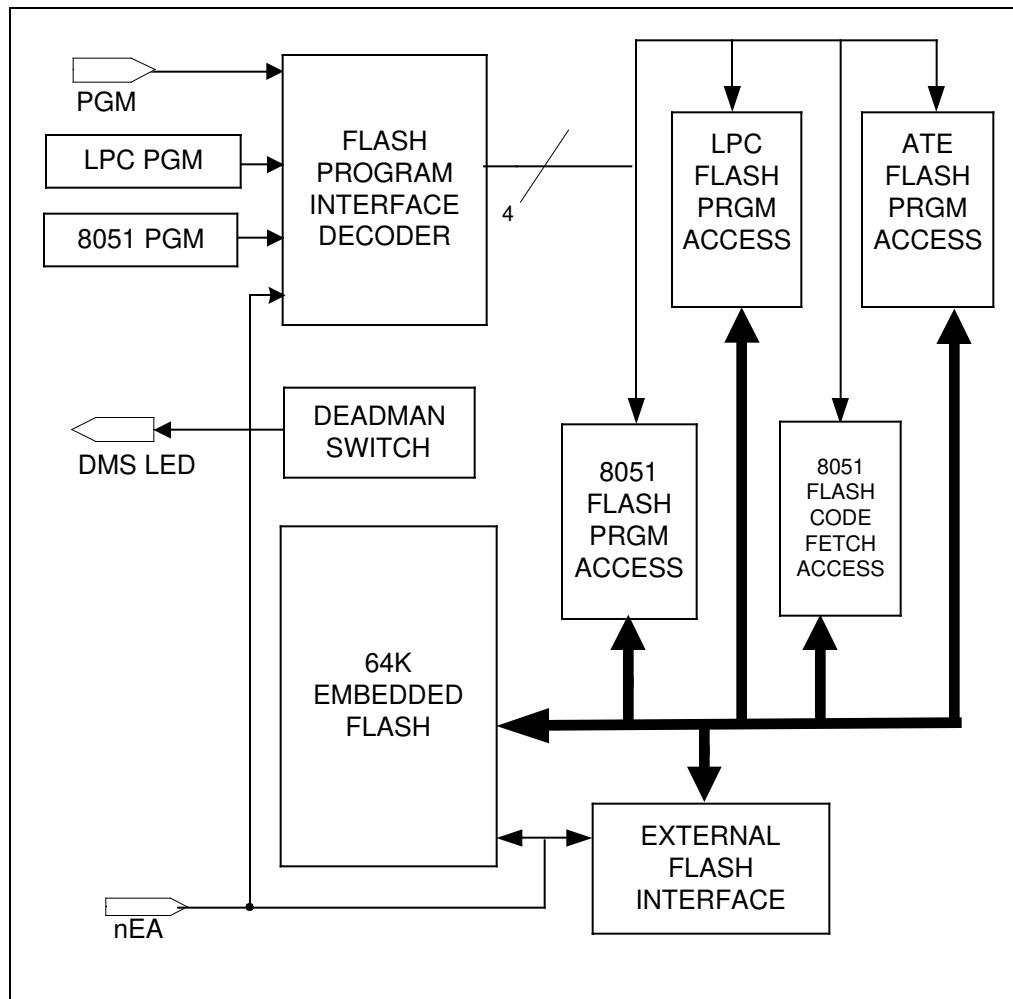 PGM
LPC PGM
8051 PGM
FLASH
PROGRAM
INTERFACE
DECODER
4
LPC
FLASH
PRGM
ACCESS
ATE
FLASH
PRGM
ACCESS
DMS LED
DEADMAN
SWITCH
8051
FLASH
PRGM
ACCESS
8051
FLASH
CODE
FETCH
ACCESS
64K
EMBEDDED
FLASH
EXTERNAL
FLASH
INTERFACE
nEA